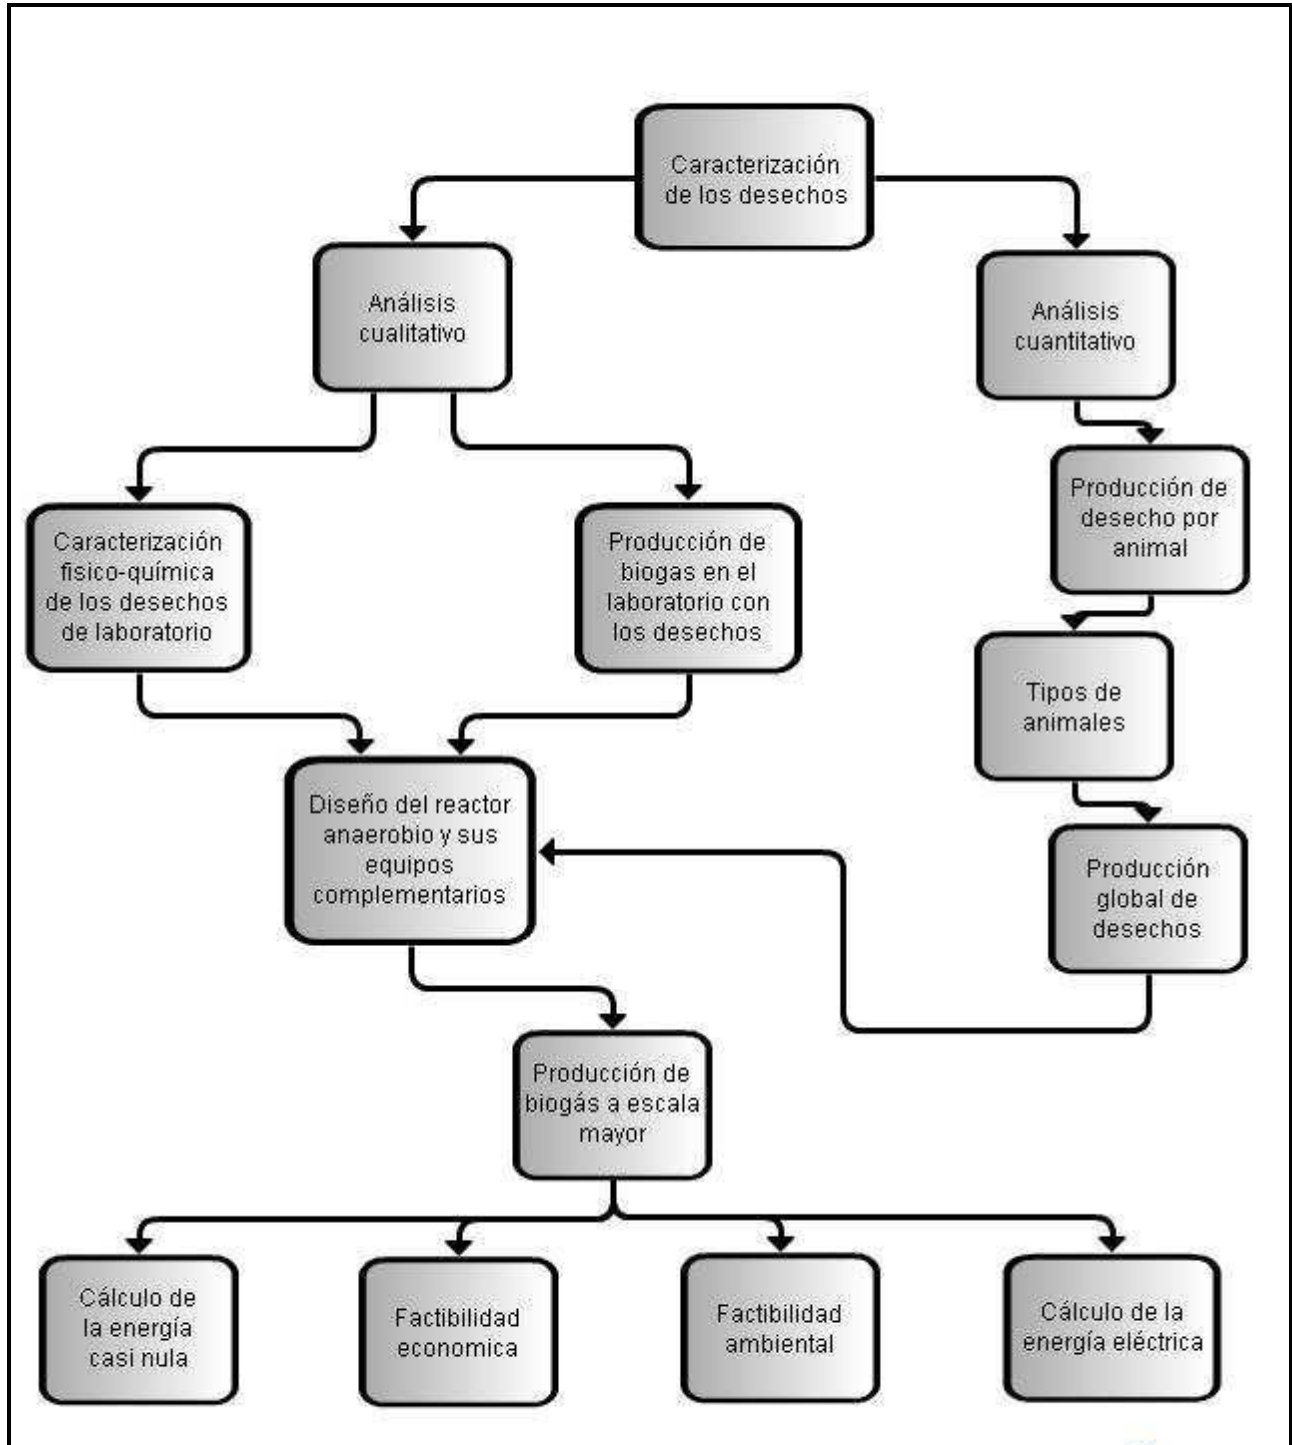 Caracterización
de los desechos
Análisis
cualitativo
Análisis
cuantitativo
Caracterización
fisico-química
de los desechos
de laboratorio
Producción de
biogas en el
laboratorio con
los desechos
Producción de
desecho por
animal
Tipos de
animales
Diseño del reactor
anaerobio y sus
equipos
complementarios
Producción
global de
desechos
Producción de
biogás a escala
mayor
Cálculo de
la energía
casi nula
Factibilidad
economica
Factibilidad
ambiental
Cálculo de la
energía eléctrica